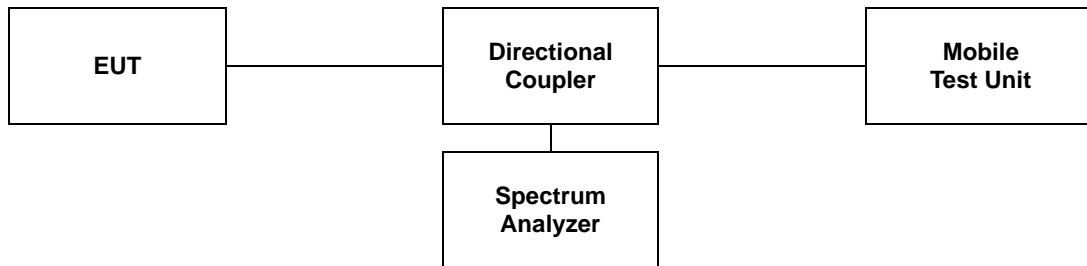 EUT
Directional
Coupler
Mobile
Test Unit
Spectrum
Analyzer